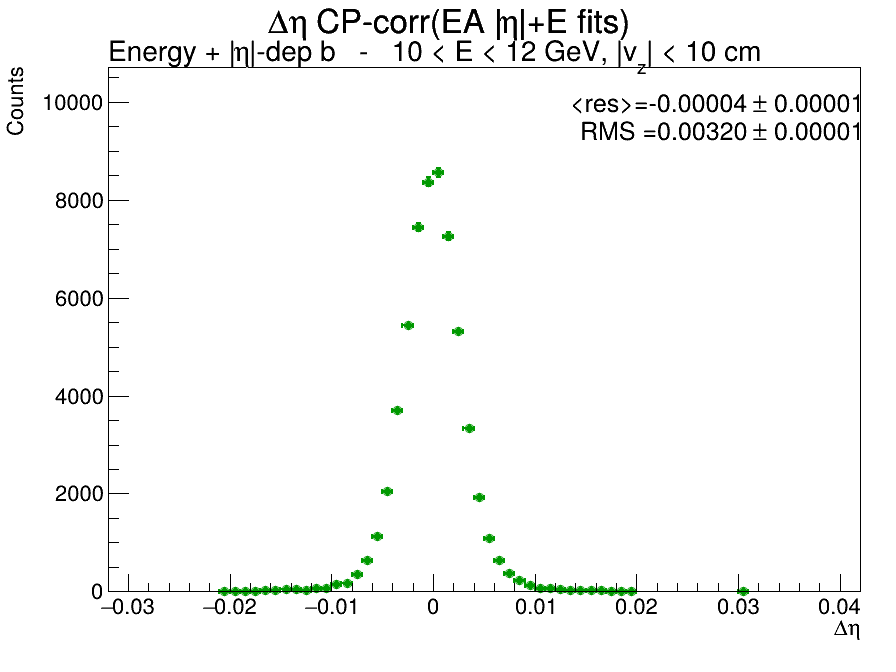 Δη CP-corr(EA |η|+E fits)
Energy + |η|-dep b - 10 < E < 12 GeV, |v_z| < 10 cm
Counts
<res>=-0.00004 ± 0.00001
RMS =0.00320 ± 0.00001
10000
8000
6000
4000
2000
0
−0.03 −0.02 −0.01 0 0.01 0.02 0.03 0.04
Δη